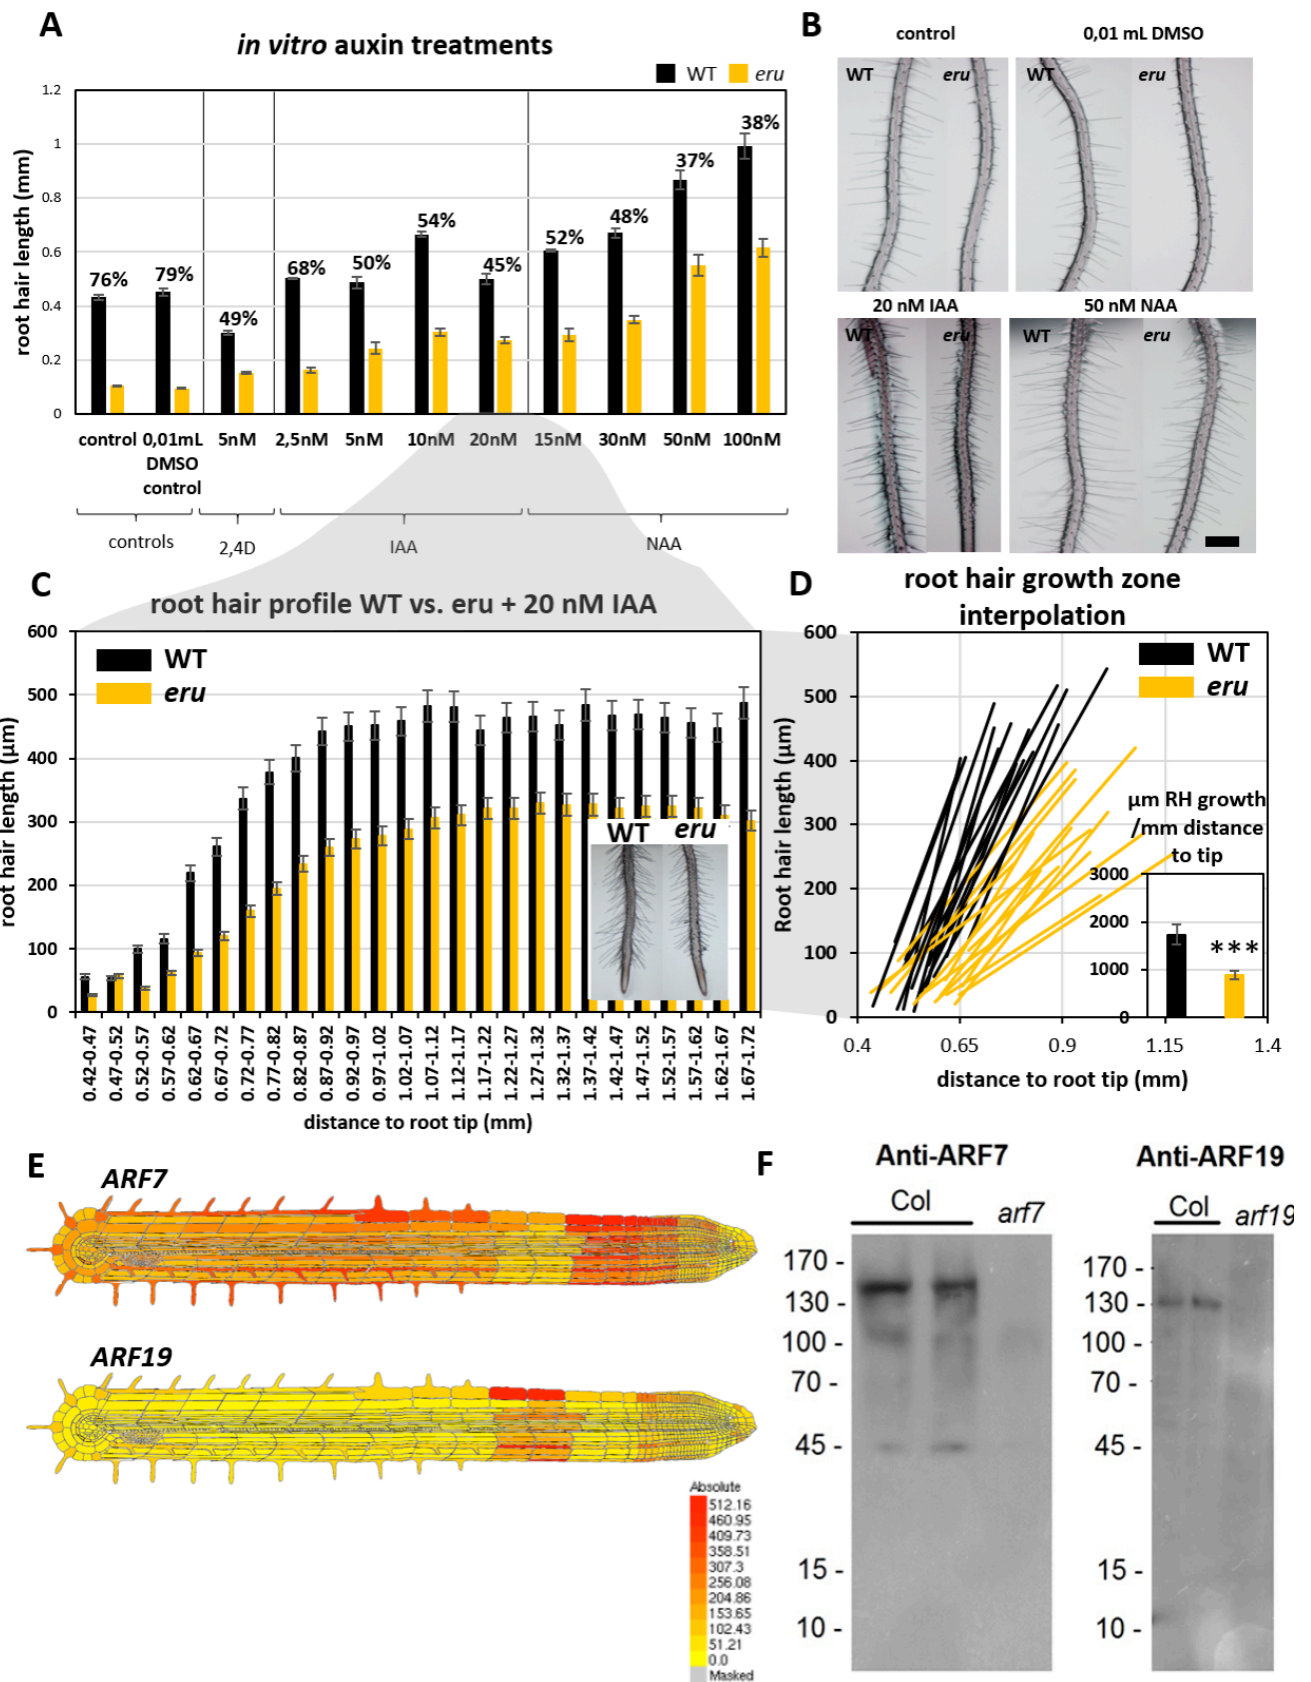 A
in vitro auxin treatments
WT eru
root hair length (mm)
1.2
1
0.8
0.6
0.4
0.2
0
76%
79%
49%
68%
50%
54%
45%
52%
48%
37%
38%
control 0,01mL 5nM 2,5nM 5nM 10nM 20nM 15nM 30nM 50nM 100nM
DMSO
control
controls 2,4D IAA NAA
B
control 0,01 mL DMSO
WT eru WT eru
20 nM IAA 50 nM NAA
WT eru WT eru
C
root hair profile WT vs. eru + 20 nM IAA
WT
eru
root hair length (µm)
600
500
400
300
200
100
0
WT eru
0.42-0.47
0.47-0.52
0.52-0.57
0.57-0.62
0.62-0.67
0.67-0.72
0.72-0.77
0.77-0.82
0.82-0.87
0.87-0.92
0.92-0.97
0.97-1.02
1.02-1.07
1.07-1.12
1.12-1.17
1.17-1.22
1.22-1.27
1.27-1.32
1.32-1.37
1.37-1.42
1.42-1.47
1.47-1.52
1.52-1.57
1.57-1.62
1.62-1.67
1.67-1.72
distance to root tip (mm)
D
root hair growth zone
interpolation
WT
eru
Root hair length (µm)
600
500
400
300
200
100
0
0.4 0.65 0.9 1.15 1.4
distance to root tip (mm)
µm RH growth
/mm distance
to tip
3000
2000
1000
0
***
E
ARF7
ARF19
Absolute
512.16
460.95
409.73
358.51
307.3
256.08
204.86
153.65
102.43
51.21
0.0
Masked
F
Anti-ARF7
Col arf7
170 -
130 -
100 -
70 -
45 -
15 -
10 -
Anti-ARF19
Col arf19
170 -
130 -
100 -
70 -
45 -
15 -
10 -